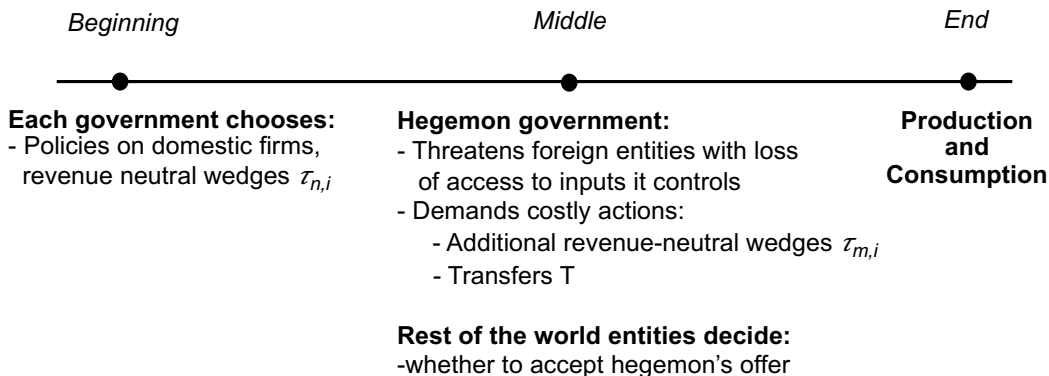 Beginning
Middle
End
Each government chooses:
- Policies on domestic firms,
revenue neutral wedges τn,i
Hegemon government:
- Threatens foreign entities with loss
of access to inputs it controls
- Demands costly actions:
- Additional revenue-neutral wedges τm,i
- Transfers T
Rest of the world entities decide:
-whether to accept hegemon's offer
Production
and
Consumption